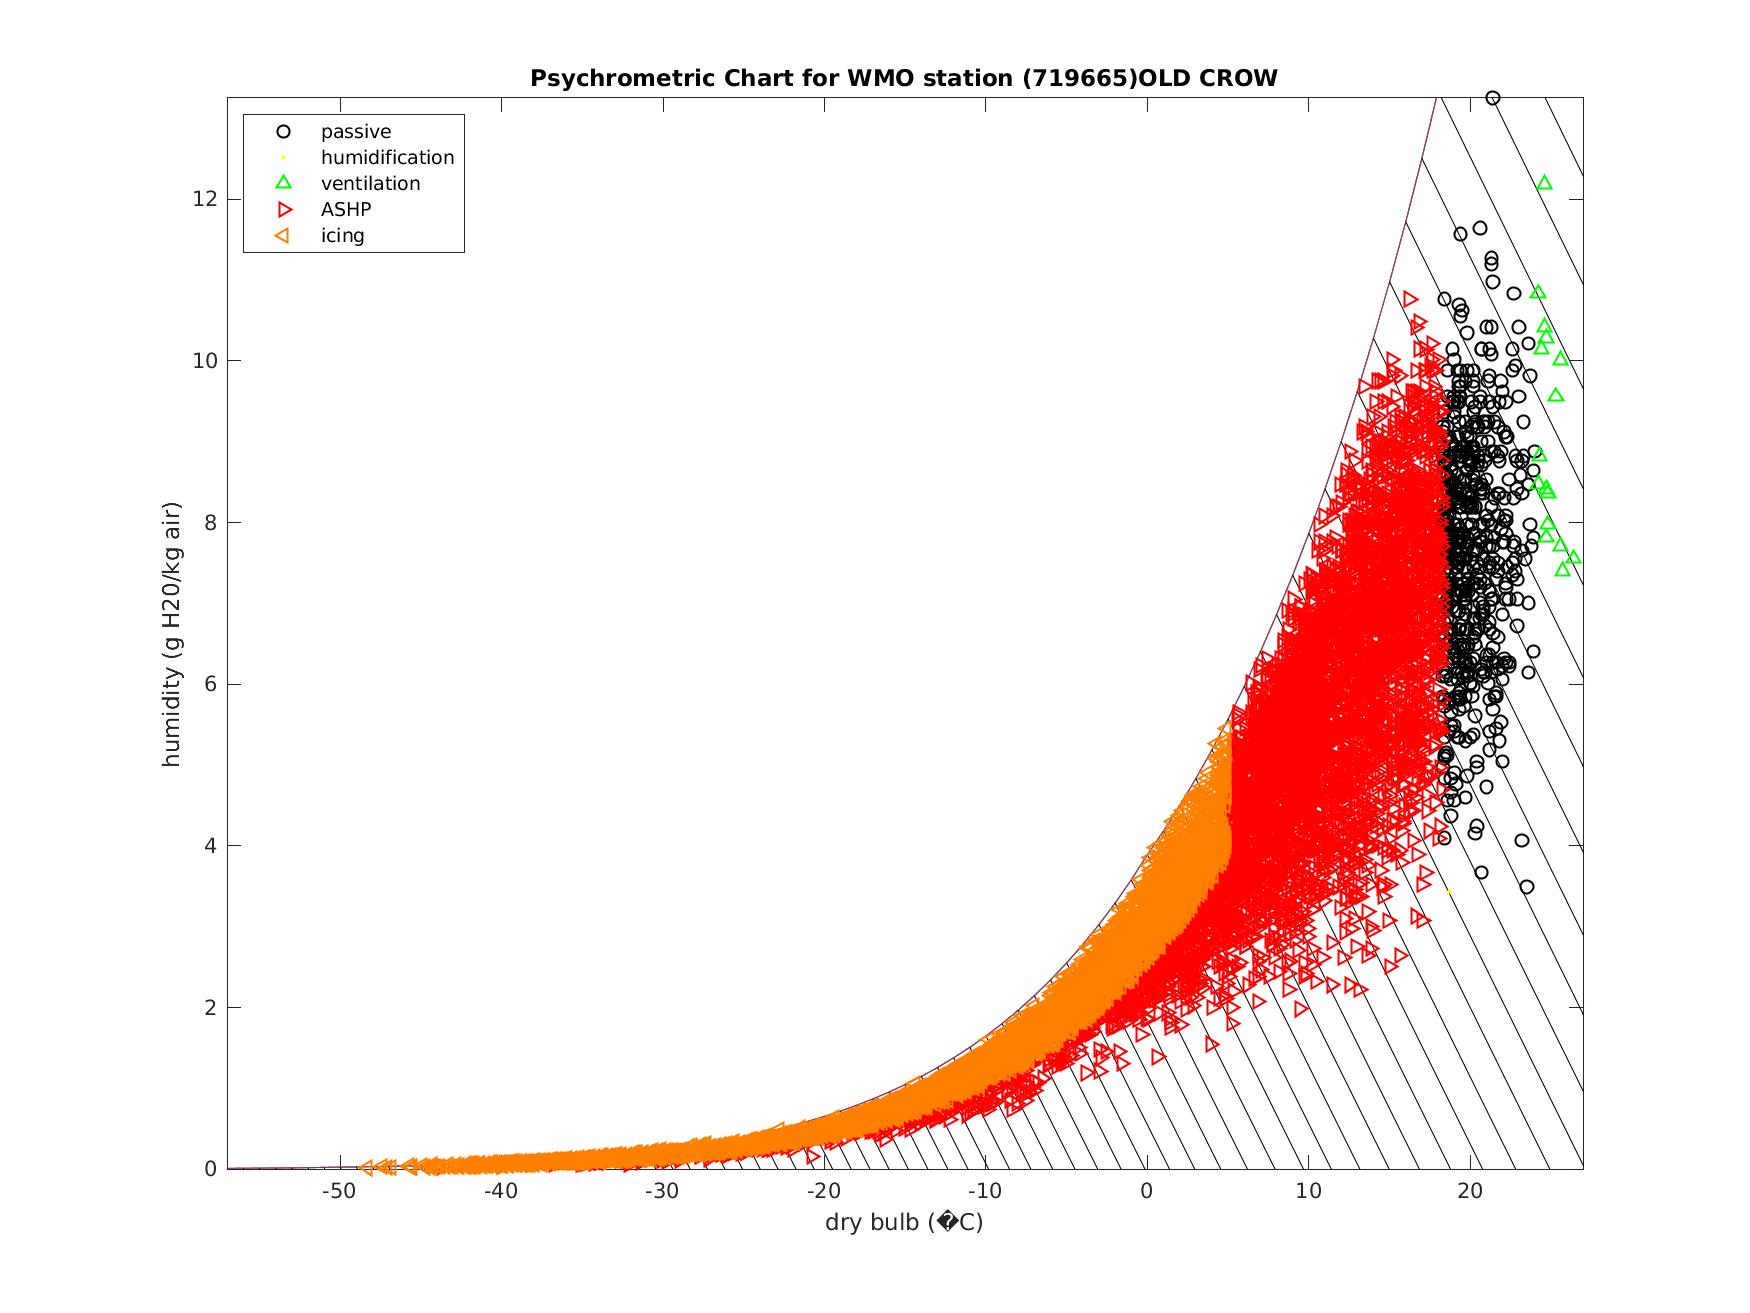 Psychrometric Chart for WMO station (719665)OLD CROW
passive
humidification
ventilation
ASHP
icing
humidity (g H20/kg air)
12
10
8
6
4
2
0
-50 -40 -30 -20 -10 0 10 20
dry bulb (�C)